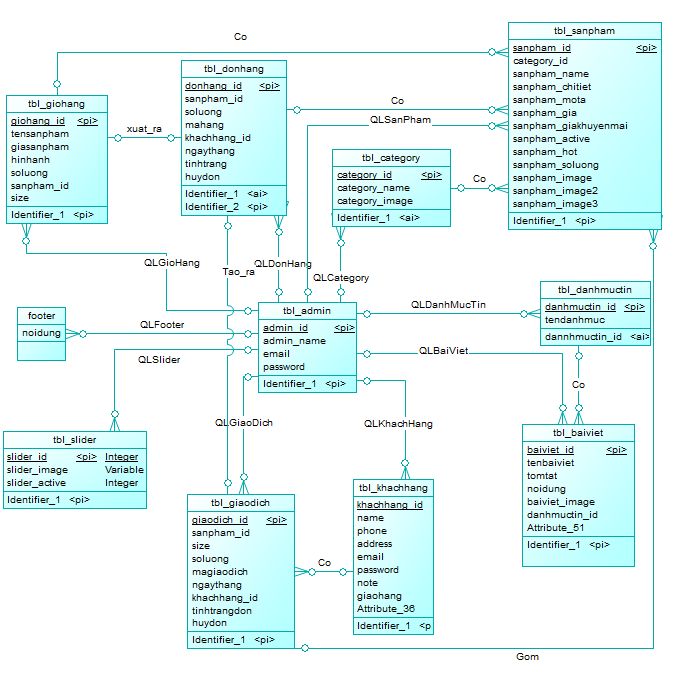 Co
tbl_sanpham
sanpham_id <pi>
category_id
sanpham_name
sanpham_chitiet
sanpham_mota
sanpham_gia
sanpham_giakhuyenmai
sanpham_active
sanpham_hot
sanpham_soluong
sanpham_image
sanpham_image2
sanpham_image3
Identifier_1 <pi>
tbl_donhang
donhang_id <pi>
sanpham_id
soluong
mahang
khachhang_id
ngaythang
tinhtrang
huydon
Identifier_1 <ai>
Identifier_2 <pi>
tbl_giohang
giohang_id <pi>
tensanpham
giasanpham
hinhanh
soluong
sanpham_id
size
Identifier_1 <pi>
xuat_ra
Co
QLSanPham
tbl_category
category_id <pi>
category_name
category_image
Identifier_1 <ai>
Co
QLGioHang
Tao_ra
QLDonHang
QLCategory
tbl_admin
admin_id <pi>
admin_name
email
password
Identifier_1 <pi>
footer
noidung
QLFooter
QLSlider
QLDanhMucTin
QLBaiViet
tbl_danhmuctin
danhmuctin_id <pi>
tendanhmuc
dannhmuctin_id <ai>
Co
tbl_slider
slider_id <pi> Integer
slider_image Variable
slider_active Integer
Identifier_1 <pi>
QLGiaoDich
QLKhachHang
tbl_baiviet
baiviet_id <pi>
tenbaiviet
tomtat
noidung
baiviet_image
danhmuctin_id
Attribute_51
Identifier_1 <pi>
tbl_giaodich
giaodich_id <pi>
sanpham_id
size
soluong
magiaodich
ngaythang
khachhang_id
tinhtrangdon
huydon
Identifier_1 <pi>
Co
tbl_khachhang
khachhang_id
name
phone
address
email
password
note
giaohang
Attribute_36
Identifier_1 <p
Gom